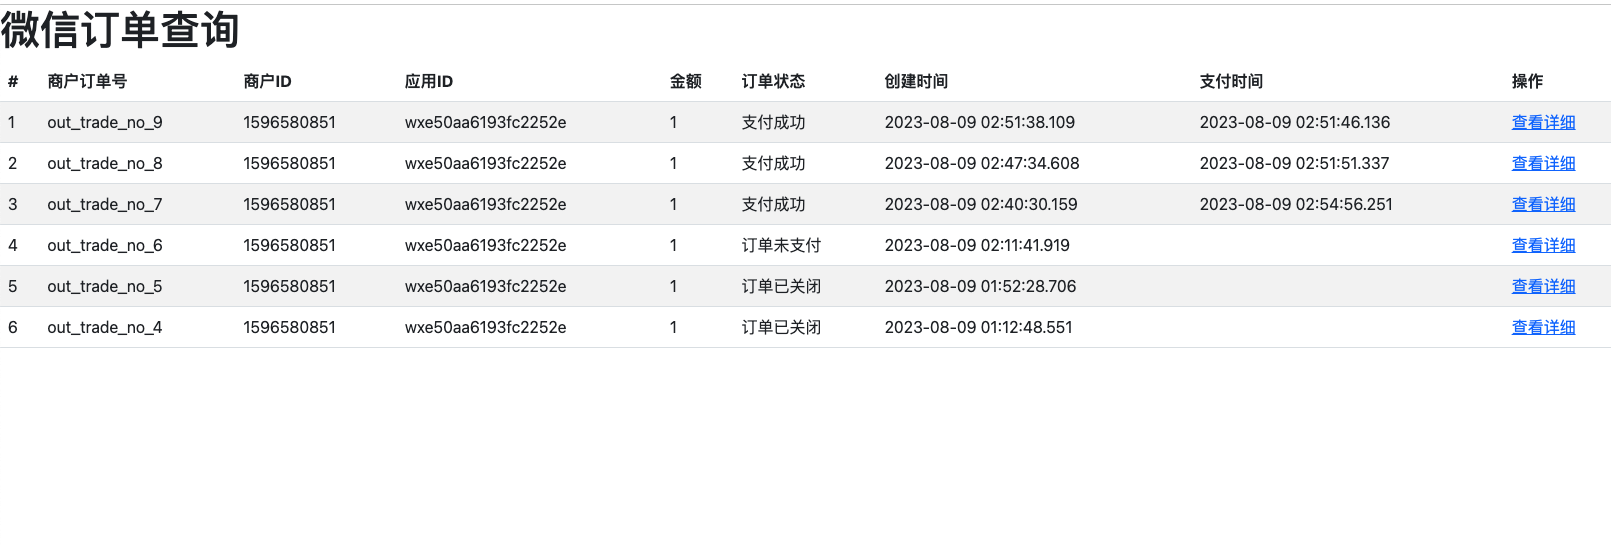 微信订单查询
# 商户订单号 商户ID 应用ID 金额 订单状态 创建时间 支付时间 操作
1 out_trade_no_9 1596580851 wxe50aa6193fc2252e 1 支付成功 2023-08-09 02:51:38.109 2023-08-09 02:51:46.136 查看详细
2 out_trade_no_8 1596580851 wxe50aa6193fc2252e 1 支付成功 2023-08-09 02:47:34.608 2023-08-09 02:51:51.337 查看详细
3 out_trade_no_7 1596580851 wxe50aa6193fc2252e 1 支付成功 2023-08-09 02:40:30.159 2023-08-09 02:54:56.251 查看详细
4 out_trade_no_6 1596580851 wxe50aa6193fc2252e 1 订单未支付 2023-08-09 02:11:41.919 查看详细
5 out_trade_no_5 1596580851 wxe50aa6193fc2252e 1 订单已关闭 2023-08-09 01:52:28.706 查看详细
6 out_trade_no_4 1596580851 wxe50aa6193fc2252e 1 订单已关闭 2023-08-09 01:12:48.551 查看详细